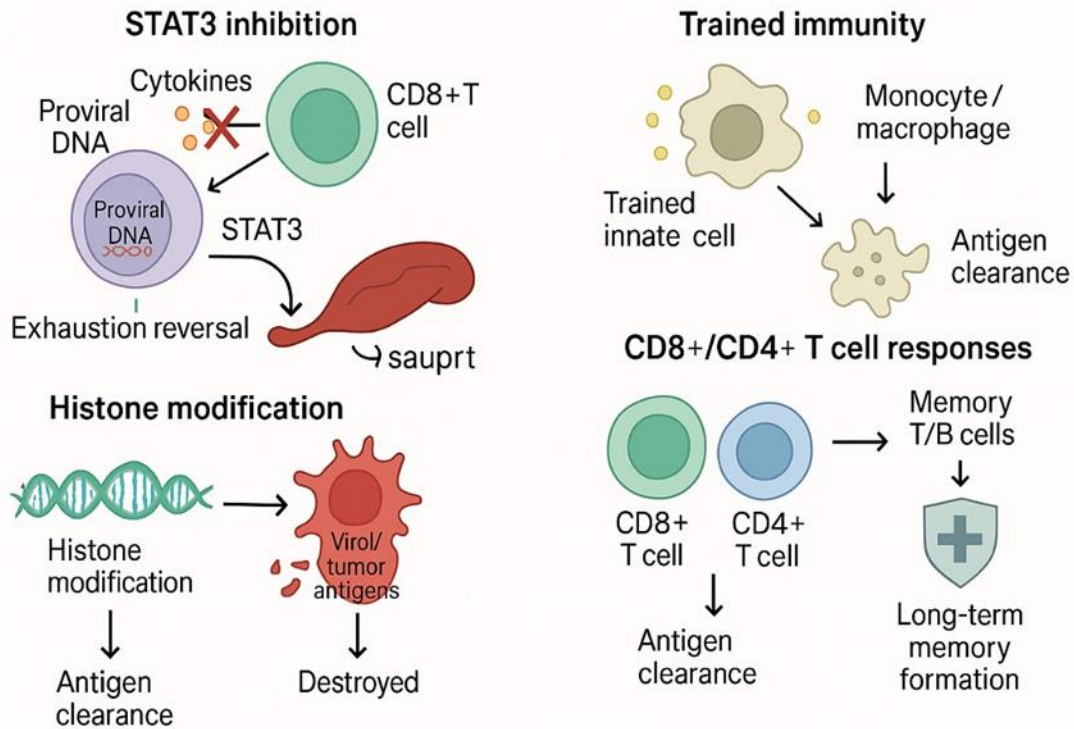 STAT3 inhibition
Cytokines
Proviral
DNA
CD8+T
cell
Proviral
DNA
STAT3
Exhaustion reversal
sauprt
Histone modification
Histone
modification
Virol/
tumor
antigens
Antigen
clearance
Destroyed
Trained immunity
Monocyte/
macrophage
Trained
innate cell
Antigen
clearance
CD8+/CD4+ T cell responses
CD8+
T cell
CD4+
T cell
Memory
T/B cells
Antigen
clearance
Long-term
memory
formation